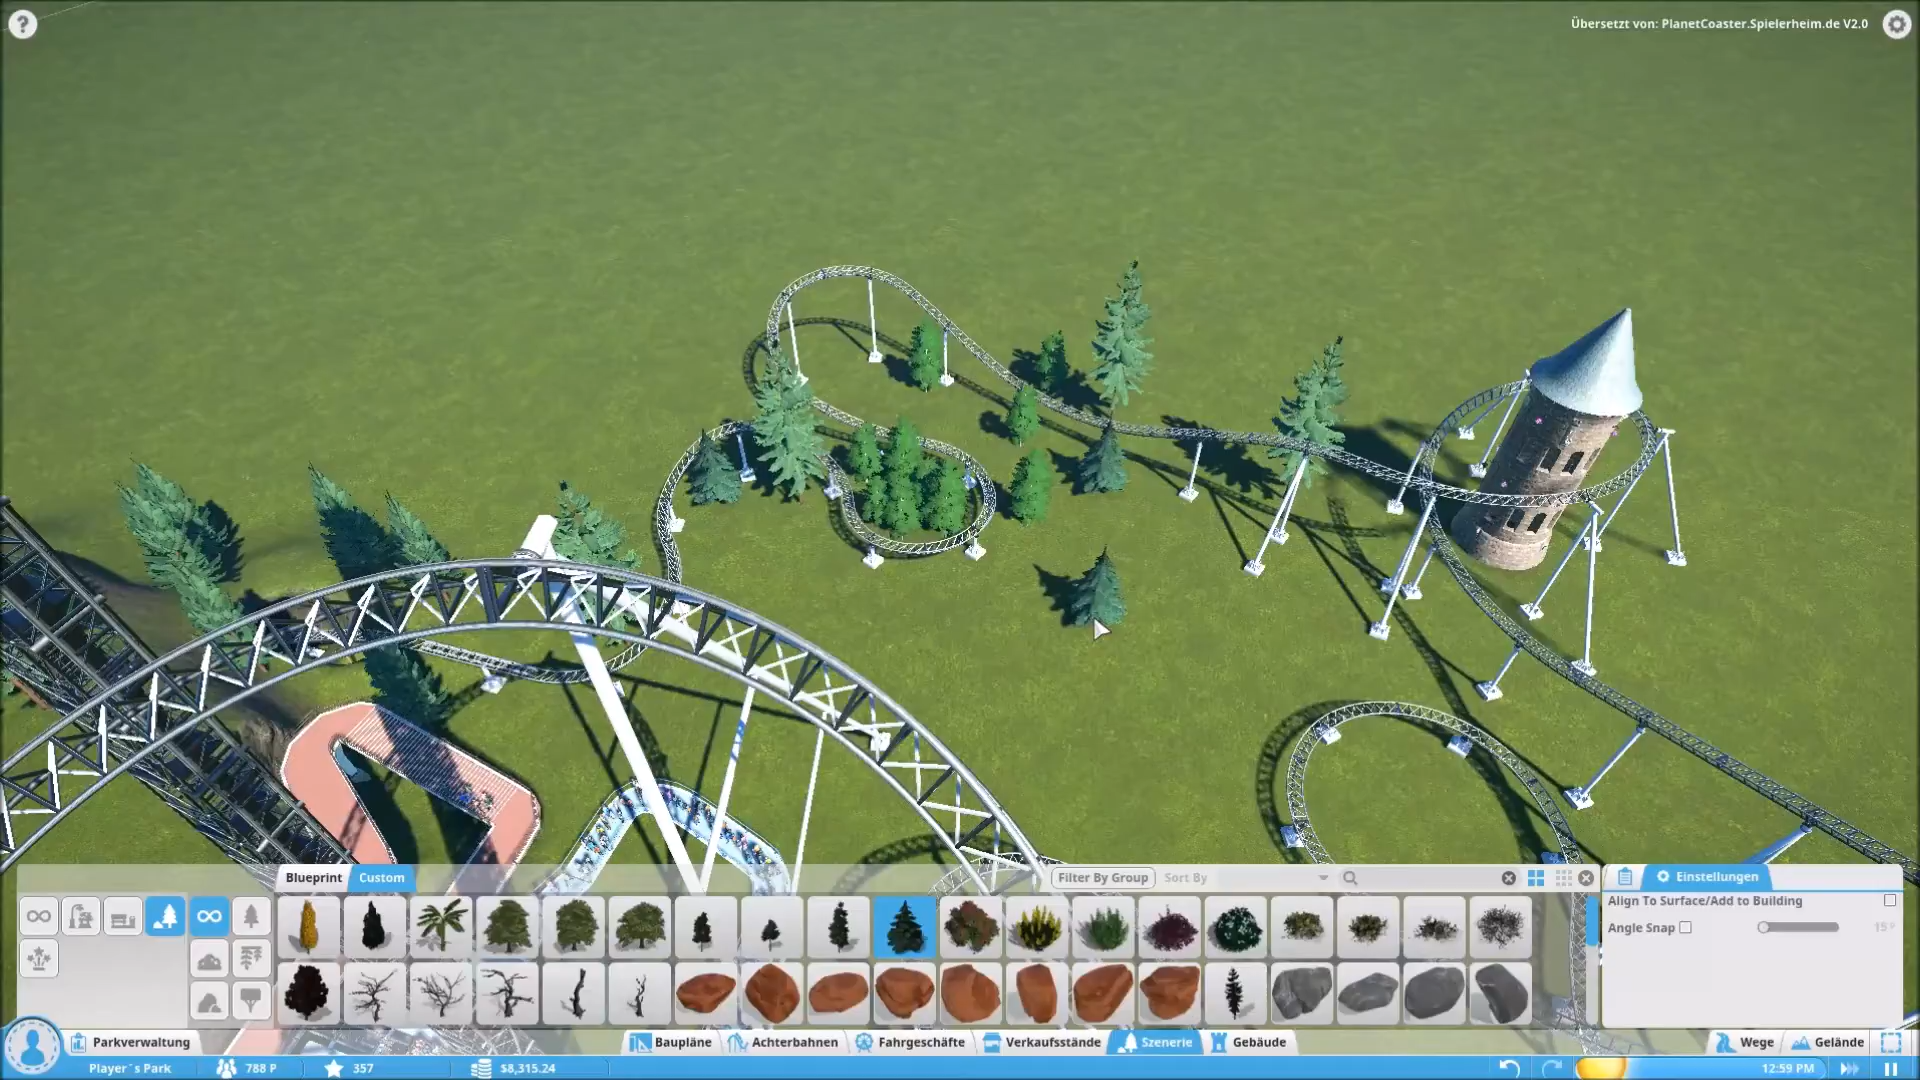 ?
Übersetzt von: PlanetCoaster.Spielerheim.de V2.0
Blueprint
Custom
Filter By Group
Sort By
Einstellungen
Align To Surface/Add to Building
Angle Snap
15°
Parkverwaltung
Baupläne
Achterbahnen
Fahrgeschäfte
Verkaufsstände
Szenerie
Gebäude
Wege
Gelände
Player´s Park
788 P
357
$8,315.24
12:59 PM